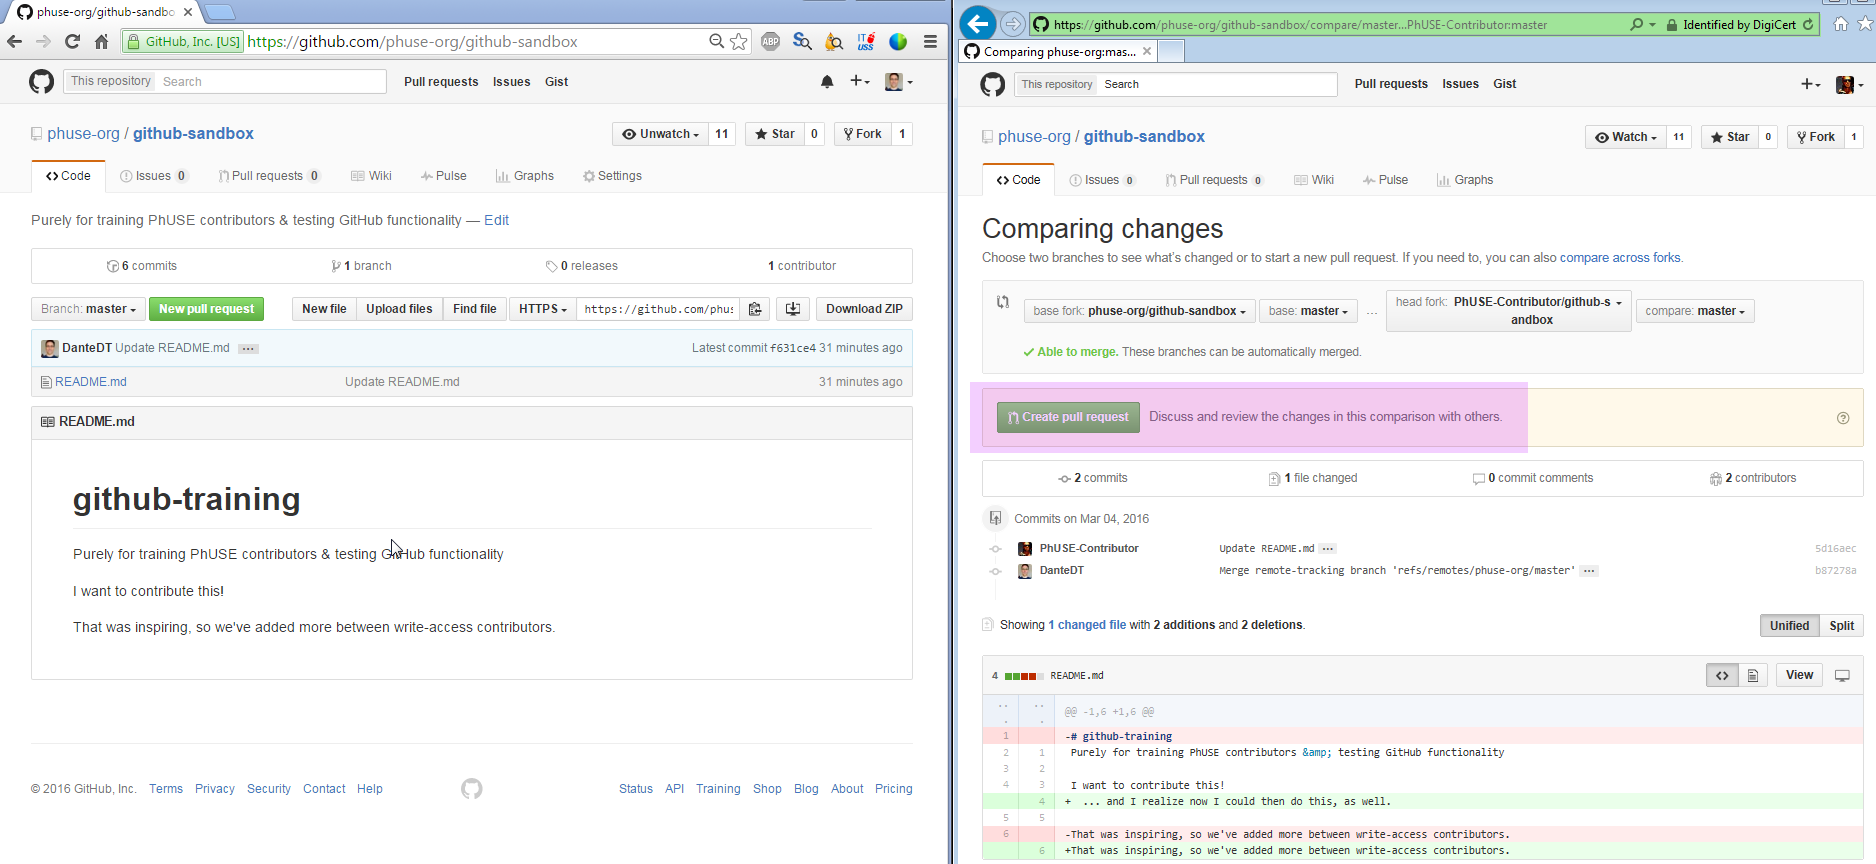 phuse-org/github-sandbo
GitHub, Inc. [US] https://github.com/phuse-org/github-sandbox
ABP
IT
USS
This repository Search Pull requests Issues Gist
phuse-org / github-sandbox
Unwatch 11 Star 0 Fork 1
Code Issues 0 Pull requests 0 Wiki Pulse Graphs Settings
Purely for training PhUSE contributors & testing GitHub functionality — Edit
6 commits 1 branch 0 releases 1 contributor
Branch: master New pull request New file Upload files Find file HTTPS https://github.com/phus Download ZIP
DanteDT Update README.md ... Latest commit f631ce4 31 minutes ago
README.md Update README.md 31 minutes ago
README.md
github-training
Purely for training PhUSE contributors & testing GitHub functionality
I want to contribute this!
That was inspiring, so we've added more between write-access contributors.
© 2016 GitHub, Inc. Terms Privacy Security Contact Help Status API Training Shop Blog About Pricing
https://github.com/phuse-org/github-sandbox/compare/master...PhUSE-Contributor:master Identified by DigiCert
Comparing phuse-org:mas...
This repository Search Pull requests Issues Gist
phuse-org / github-sandbox
Watch 11 Star 0 Fork 1
Code Issues 0 Pull requests 0 Wiki Pulse Graphs
Comparing changes
Choose two branches to see what's changed or to start a new pull request. If you need to, you can also compare across forks.
base fork: phuse-org/github-sandbox base: master ... head fork: PhUSE-Contributor/github-s
andbox compare: master
Able to merge. These branches can be automatically merged.
Create pull request Discuss and review the changes in this comparison with others.
2 commits 1 file changed 0 commit comments 2 contributors
Commits on Mar 04, 2016
PhUSE-Contributor Update README.md ... 5d16aec
DanteDT Merge remote-tracking branch 'refs/remotes/phuse-org/master' ... b87278a
Showing 1 changed file with 2 additions and 2 deletions. Unified Split
4 README.md View
... ... @@ -1,6 +1,6 @@
1 -# github-training
2 1 Purely for training PhUSE contributors &amp; testing GitHub functionality
3 2
4 3 I want to contribute this!
4 + ... and I realize now I could then do this, as well.
5 5
6 -That was inspiring, so we've added more between write-access contributors.
6 +That was inspiring, so we've added more between write-access contributors.